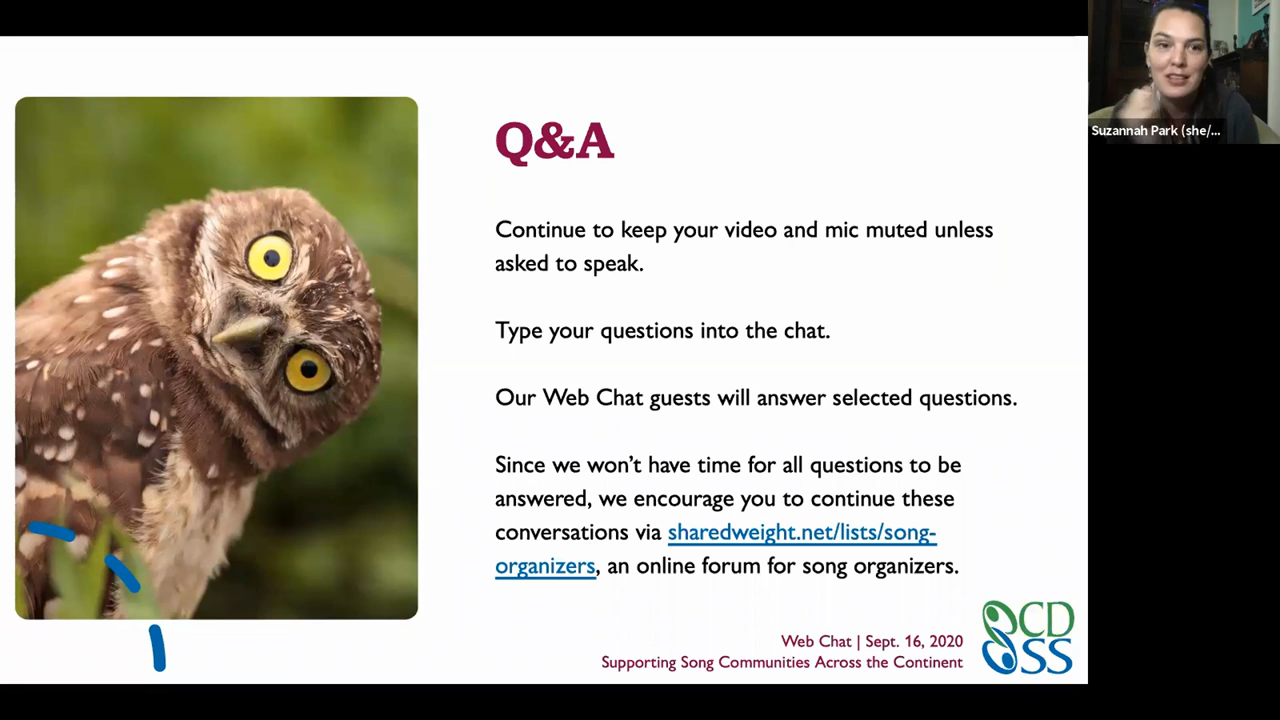 Q&A
Continue to keep your video and mic muted unless
asked to speak.
Type your questions into the chat.
Our Web Chat guests will answer selected questions.
Since we won’t have time for all questions to be
answered, we encourage you to continue these
conversations via sharedweight.net/lists/song-
organizers, an online forum for song organizers.
Web Chat | Sept. 16, 2020
Supporting Song Communities Across the Continent
CD
SS
Suzannah Park (she/...